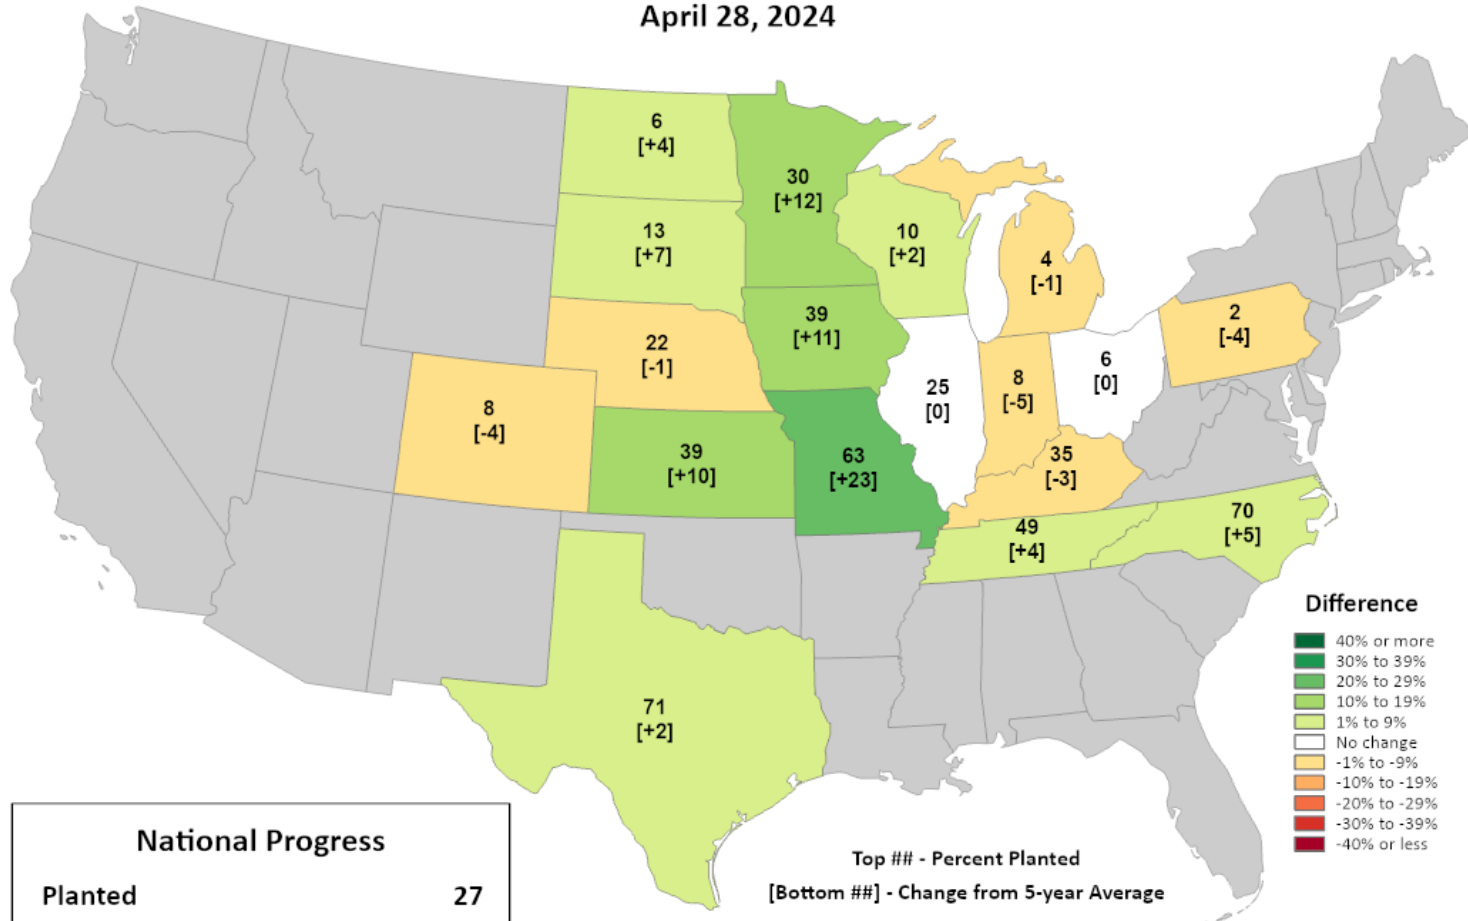 April 28, 2024
6
[+4]
30
[+12]
13
[+7]
10
[+2]
4
[-1]
39
[+11]
2
[-4]
22
[-1]
6
[0]
8
[-5]
25
[0]
8
[-4]
39
[+10]
63
[+23]
35
[-3]
49
[+4]
70
[+5]
71
[+2]
Difference
40% or more
30% to 39%
20% to 29%
10% to 19%
1% to 9%
No change
-1% to -9%
-10% to -19%
-20% to -29%
-30% to -39%
-40% or less
National Progress
Planted 27
Top ## - Percent Planted
[Bottom ##] - Change from 5-year Average